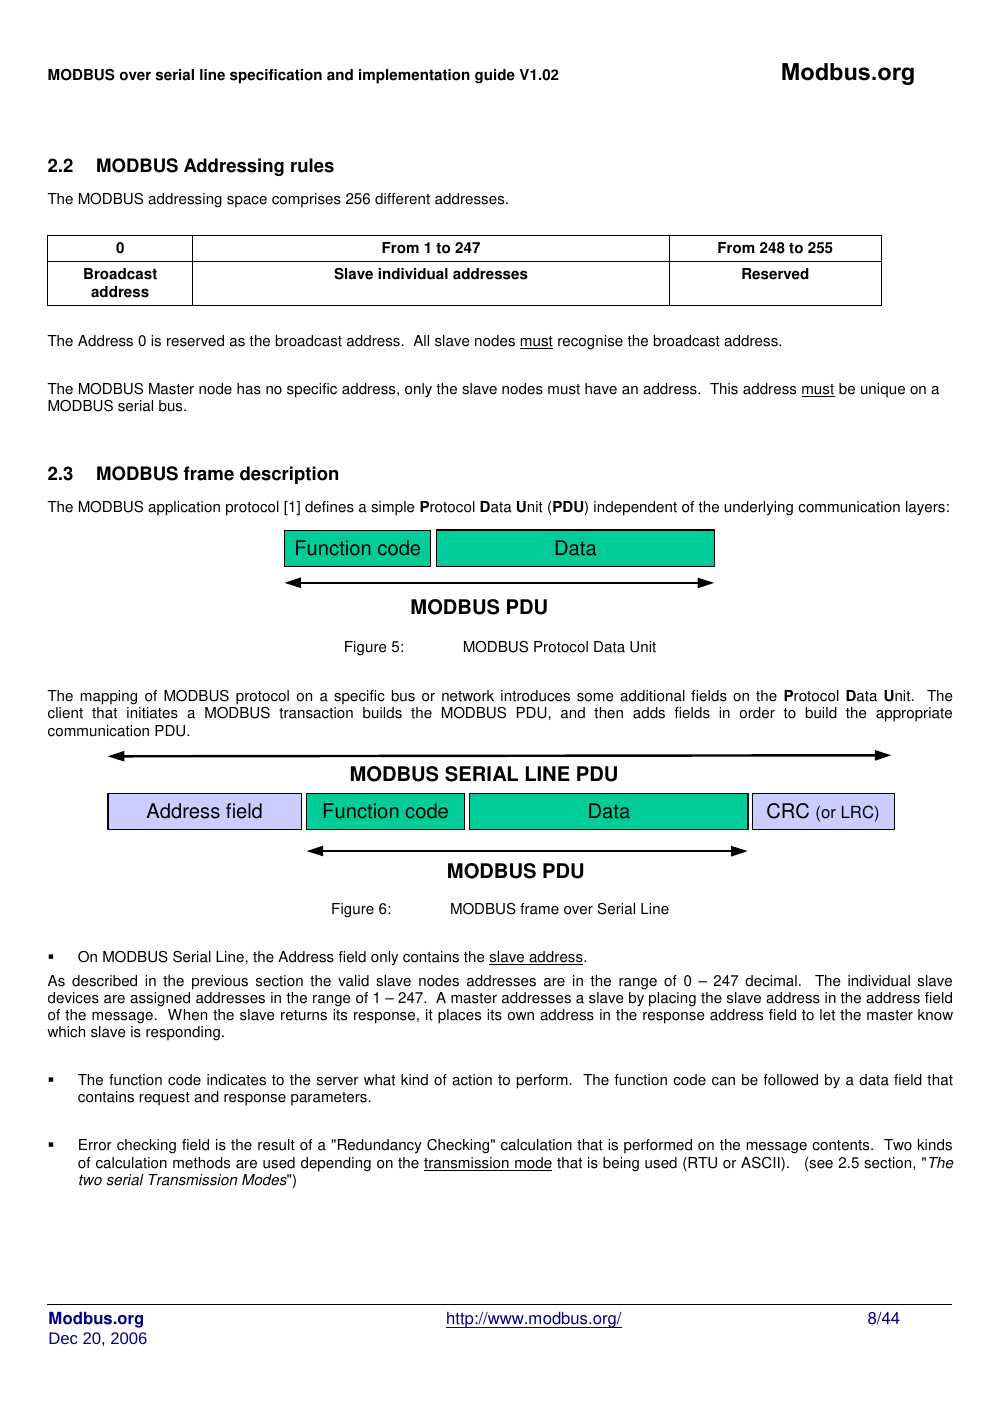 MODBUS over serial line specification and implementation guide V1.02 Modbus.org
2.2 MODBUS Addressing rules
The MODBUS addressing space comprises 256 different addresses.
0 From 1 to 247 From 248 to 255
Broadcast Slave individual addresses Reserved
address
The Address 0 is reserved as the broadcast address. All slave nodes must recognise the broadcast address.
The MODBUS Master node has no specific address, only the slave nodes must have an address. This address must be unique on a
MODBUS serial bus.
2.3 MODBUS frame description
The MODBUS application protocol [1] defines a simple Protocol Data Unit (PDU) independent of the underlying communication layers:
Function code Data
MODBUS PDU
Figure 5: MODBUS Protocol Data Unit
The mapping of MODBUS protocol on a specific bus or network introduces some additional fields on the Protocol Data Unit. The
client that initiates a MODBUS transaction builds the MODBUS PDU, and then adds fields in order to build the appropriate
communication PDU.
MODBUS SERIAL LINE PDU
Address field Function code Data CRC (or LRC)
MODBUS PDU
Figure 6: MODBUS frame over Serial Line
▪ On MODBUS Serial Line, the Address field only contains the slave address.
As described in the previous section the valid slave nodes addresses are in the range of 0 – 247 decimal. The individual slave
devices are assigned addresses in the range of 1 – 247. A master addresses a slave by placing the slave address in the address field
of the message. When the slave returns its response, it places its own address in the response address field to let the master know
which slave is responding.
▪ The function code indicates to the server what kind of action to perform. The function code can be followed by a data field that
contains request and response parameters.
▪ Error checking field is the result of a "Redundancy Checking" calculation that is performed on the message contents. Two kinds
of calculation methods are used depending on the transmission mode that is being used (RTU or ASCII). (see 2.5 section, "The
two serial Transmission Modes")
Modbus.org http://www.modbus.org/ 8/44
Dec 20, 2006